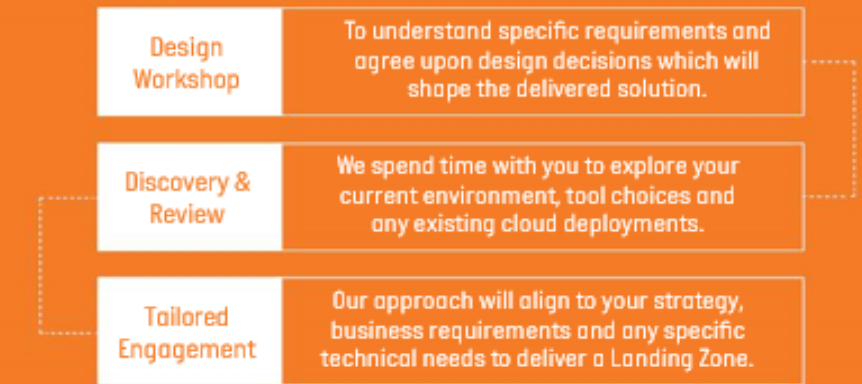 Design
Workshop
To understand specific requirements and
agree upon design decisions which will
shape the delivered solution.
Discovery &
Review
We spend time with you to explore your
current environment, tool choices and
any existing cloud deployments.
Tailored
Engagement
Our approach will align to your strategy,
business requirements and any specific
technical needs to deliver a Landing Zone.